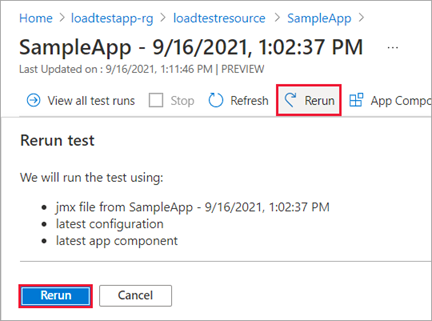 Home > loadtestapp-rg > loadtestresource > SampleApp >
SampleApp - 9/16/2021, 1:02:37 PM ...
Last Updated on : 9/16/2021, 1:11:46 PM | PREVIEW
View all test runs Stop Refresh Rerun App Compo
Rerun test
We will run the test using:
• jmx file from SampleApp - 9/16/2021, 1:02:37 PM
• latest configuration
• latest app component
Rerun Cancel